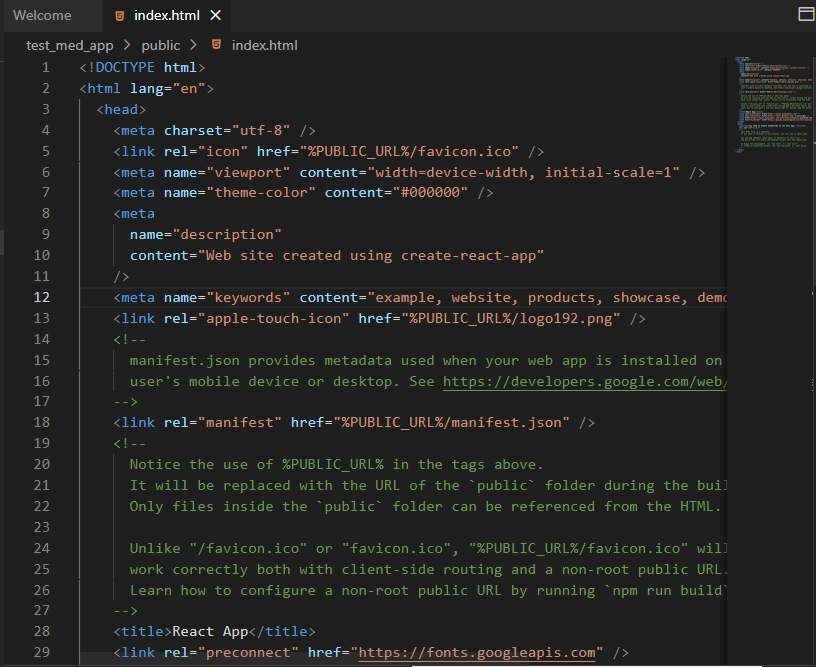 Welcome
index.html
test_med_app > public > index.html
1 <!DOCTYPE html>
2 <html lang="en">
3 <head>
4 <meta charset="utf-8" />
5 <link rel="icon" href="%PUBLIC_URL%/favicon.ico" />
6 <meta name="viewport" content="width=device-width, initial-scale=1" />
7 <meta name="theme-color" content="#000000" />
8 <meta
9 name="description"
10 content="Web site created using create-react-app"
11 />
12 <meta name="keywords" content="example, website, products, showcase, demo
13 <link rel="apple-touch-icon" href="%PUBLIC_URL%/logo192.png" />
14 <!--
15 manifest.json provides metadata used when your web app is installed on
16 user's mobile device or desktop. See https://developers.google.com/web/
17 -->
18 <link rel="manifest" href="%PUBLIC_URL%/manifest.json" />
19 <!--
20 Notice the use of %PUBLIC_URL% in the tags above.
21 It will be replaced with the URL of the `public` folder during the buil
22 Only files inside the `public` folder can be referenced from the HTML.
23
24 Unlike "/favicon.ico" or "favicon.ico", "%PUBLIC_URL%/favicon.ico" will
25 work correctly both with client-side routing and a non-root public URL.
26 Learn how to configure a non-root public URL by running `npm run build`
27 -->
28 <title>React App</title>
29 <link rel="preconnect" href="https://fonts.googleapis.com" />